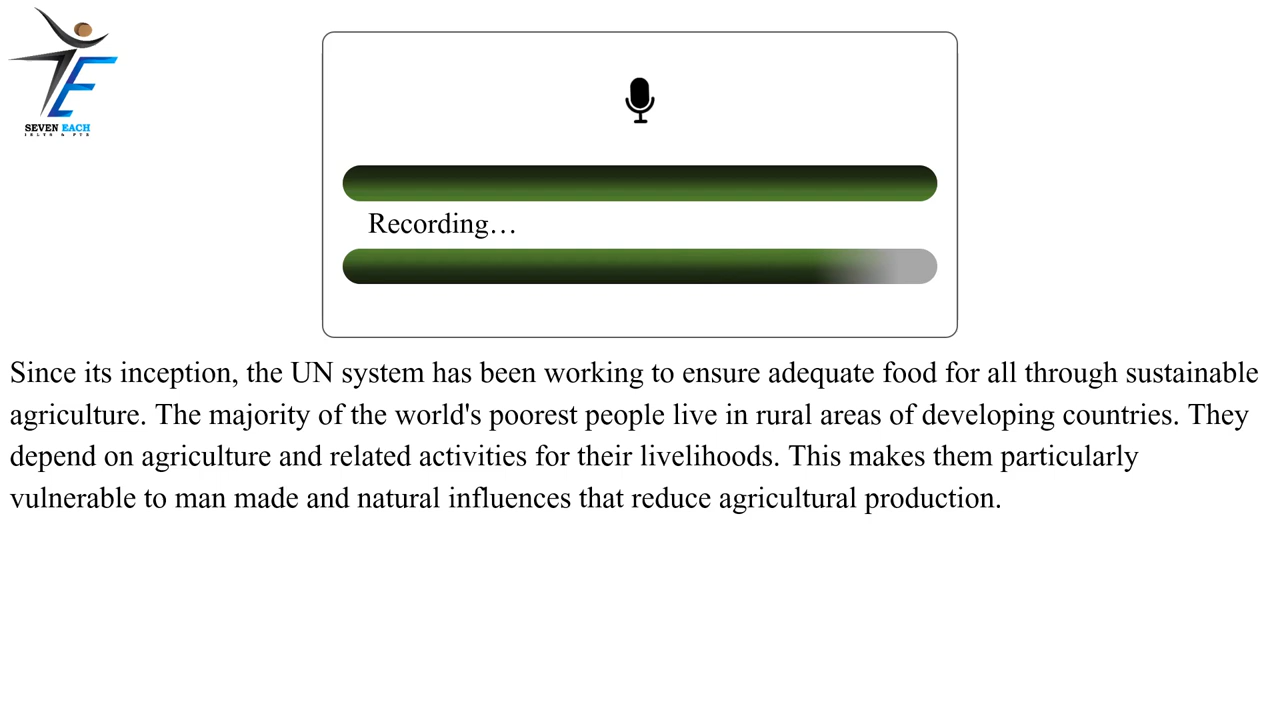 SEVEN EACH
IELTS & PTE
Recording…
Since its inception, the UN system has been working to ensure adequate food for all through sustainable
agriculture. The majority of the world's poorest people live in rural areas of developing countries. They
depend on agriculture and related activities for their livelihoods. This makes them particularly
vulnerable to man made and natural influences that reduce agricultural production.